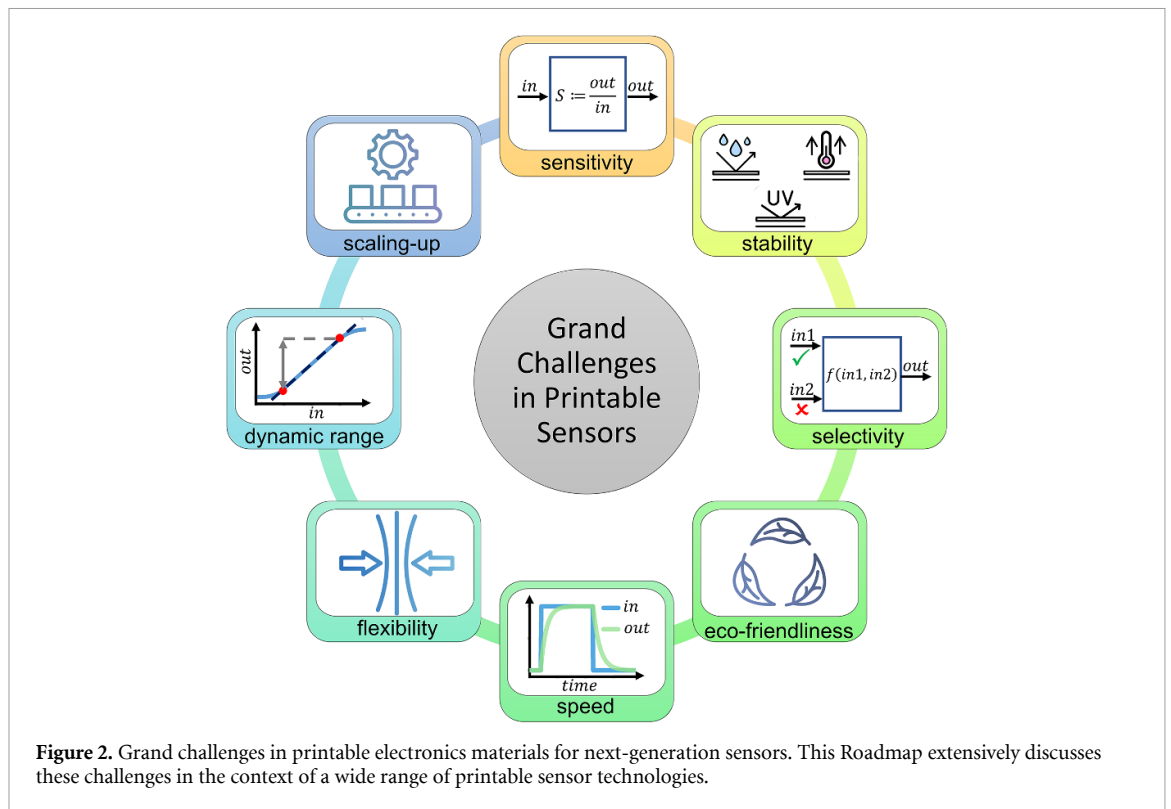 in
S ≔ out/in
out
sensitivity
UV
stability
in1
in2
f(in1, in2)
out
selectivity
eco-friendliness
in
out
time
speed
flexibility
out
in
dynamic range
scaling-up
Grand
Challenges
in Printable
Sensors
Figure 2. Grand challenges in printable electronics materials for next-generation sensors. This Roadmap extensively discusses
these challenges in the context of a wide range of printable sensor technologies.